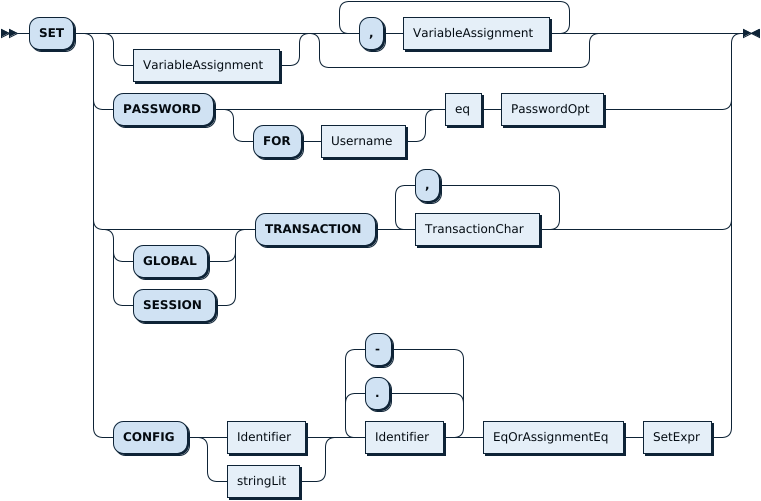 SET , VariableAssignment
VariableAssignment
PASSWORD eq PasswordOpt
FOR Username
,
TRANSACTION TransactionChar
GLOBAL
SESSION
-
.
CONFIG Identifier Identifier EqOrAssignmentEq SetExpr
stringLit